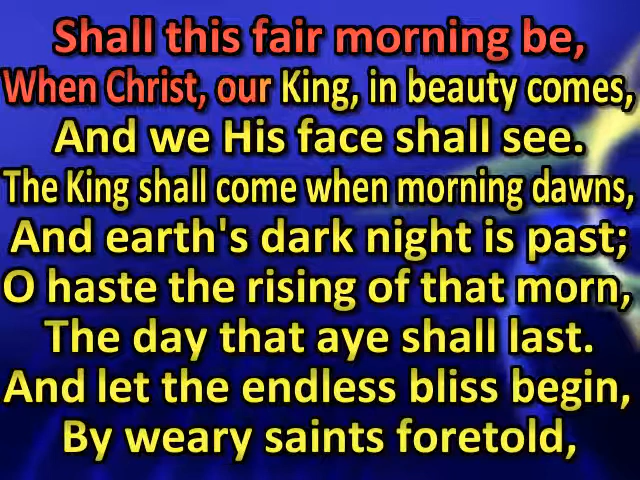 Shall this fair morning be,
When Christ, our King, in beauty comes,
And we His face shall see.
The King shall come when morning dawns,
And earth's dark night is past;
O haste the rising of that morn,
The day that aye shall last.
And let the endless bliss begin,
By weary saints foretold,